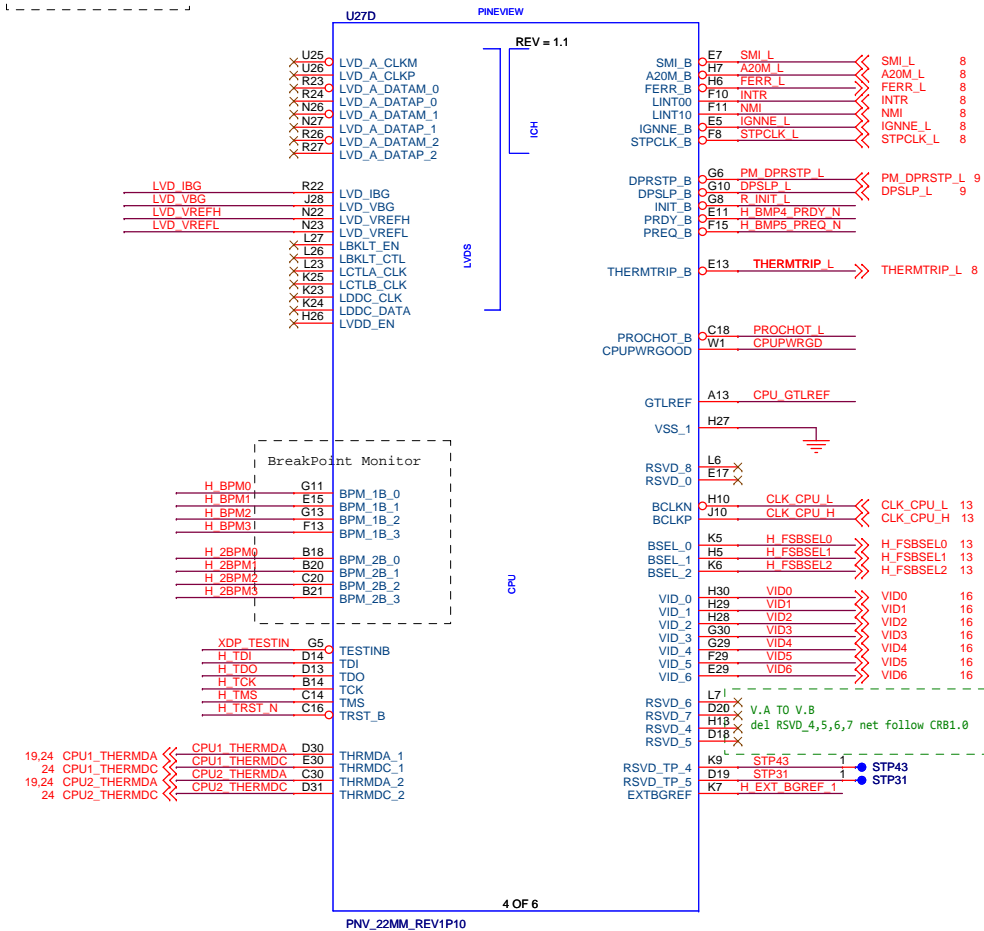 U27D PINEVIEW
REV = 1.1
U25 LVD_A_CLKM
U26 LVD_A_CLKP
R23 LVD_A_DATAM_0
R24 LVD_A_DATAP_0
N26 LVD_A_DATAM_1
N27 LVD_A_DATAP_1
R26 LVD_A_DATAM_2
R27 LVD_A_DATAP_2
LVD_IBG R22 LVD_IBG
LVD_VBG J28 LVD_VBG
LVD_VREFH N22 LVD_VREFH
LVD_VREFL N23 LVD_VREFL
L27 LBKLT_EN
L26 LBKLT_CTL
L23 LCTLA_CLK
K25 LCTLB_CLK
K23 LDDC_CLK
K24 LDDC_DATA
H26 LVDD_EN
ICH
LVDS
CPU
BreakPoint Monitor
H_BPM0 G11 BPM_1B_0
H_BPM1 E15 BPM_1B_1
H_BPM2 G13 BPM_1B_2
H_BPM3 F13 BPM_1B_3
H_2BPM0 B18 BPM_2B_0
H_2BPM1 B20 BPM_2B_1
H_2BPM2 C20 BPM_2B_2
H_2BPM3 B21 BPM_2B_3
XDP_TESTIN G5 TESTINB
H_TDI D14 TDI
H_TDO D13 TDO
H_TCK B14 TCK
H_TMS C14 TMS
H_TRST_N C16 TRST_B
19,24 CPU1_THERMDA CPU1_THERMDA D30 THRMDA_1
24 CPU1_THERMDC CPU1_THERMDC E30 THRMDC_1
19,24 CPU2_THERMDA CPU2_THERMDA C30 THRMDA_2
24 CPU2_THERMDC CPU2_THERMDC D31 THRMDC_2
SMI_B E7 SMI_L SMI_L 8
A20M_B H7 A20M_L A20M_L 8
FERR_B H6 FERR_L FERR_L 8
LINT00 F10 INTR INTR 8
LINT10 F11 NMI NMI 8
IGNNE_B E5 IGNNE_L IGNNE_L 8
STPCLK_B F8 STPCLK_L STPCLK_L 8
DPRSTP_B G6 PM_DPRSTP_L PM_DPRSTP_L 9
DPSLP_B G10 DPSLP_L DPSLP_L 9
INIT_B G8 R_INIT_L
PRDY_B E11 H_BMP4_PRDY_N
PREQ_B F15 H_BMP5_PREQ_N
THERMTRIP_B E13 THERMTRIP_L THERMTRIP_L 8
PROCHOT_B C18 PROCHOT_L
CPUPWRGOOD W1 CPUPWRGD
GTLREF A13 CPU_GTLREF
VSS_1 H27
RSVD_8 L6
RSVD_0 E17
BCLKN H10 CLK_CPU_L CLK_CPU_L 13
BCLKP J10 CLK_CPU_H CLK_CPU_H 13
BSEL_0 K5 H_FSBSEL0 H_FSBSEL0 13
BSEL_1 H5 H_FSBSEL1 H_FSBSEL1 13
BSEL_2 K6 H_FSBSEL2 H_FSBSEL2 13
VID_0 H30 VID0 VID0 16
VID_1 H29 VID1 VID1 16
VID_2 H28 VID2 VID2 16
VID_3 G30 VID3 VID3 16
VID_4 G29 VID4 VID4 16
VID_5 F29 VID5 VID5 16
VID_6 E29 VID6 VID6 16
RSVD_6 L7
RSVD_7 D20
RSVD_4 H13
RSVD_5 D18
V.A TO V.B
del RSVD_4,5,6,7 net follow CRB1.0
RSVD_TP_4 K9 STP43 1 STP43
RSVD_TP_5 D19 STP31 1 STP31
EXTBGREF K7 H_EXT_BGREF_1
4 OF 6
PNV_22MM_REV1P10